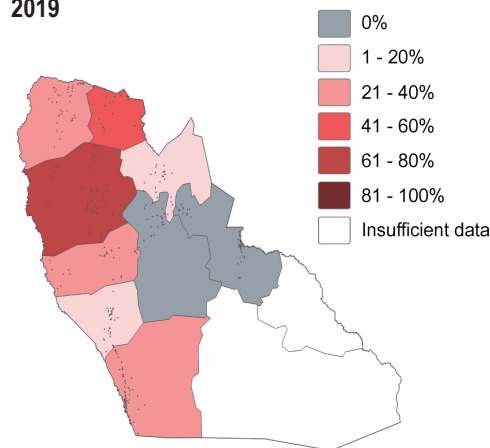 2019
0%
1 - 20%
21 - 40%
41 - 60%
61 - 80%
81 - 100%
Insufficient data